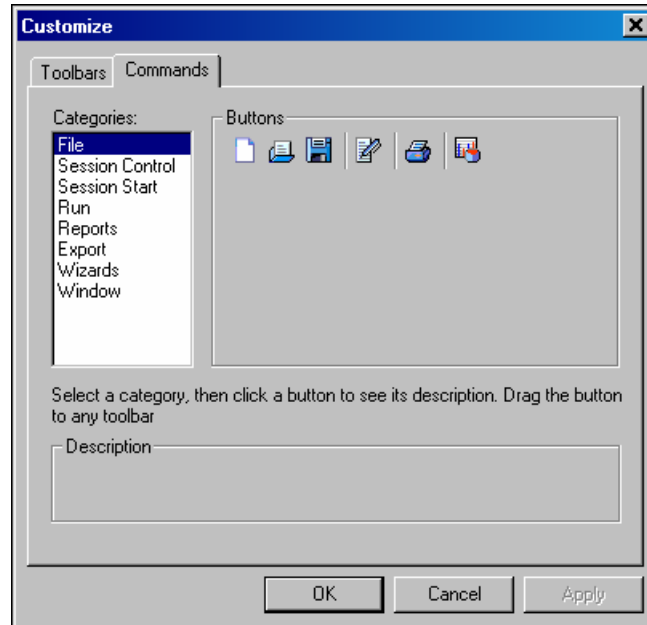 Customize
Toolbars
Commands
Categories:
File
Session Control
Session Start
Run
Reports
Export
Wizards
Window
Buttons
Select a category, then click a button to see its description. Drag the button
to any toolbar
Description
OK
Cancel
Apply